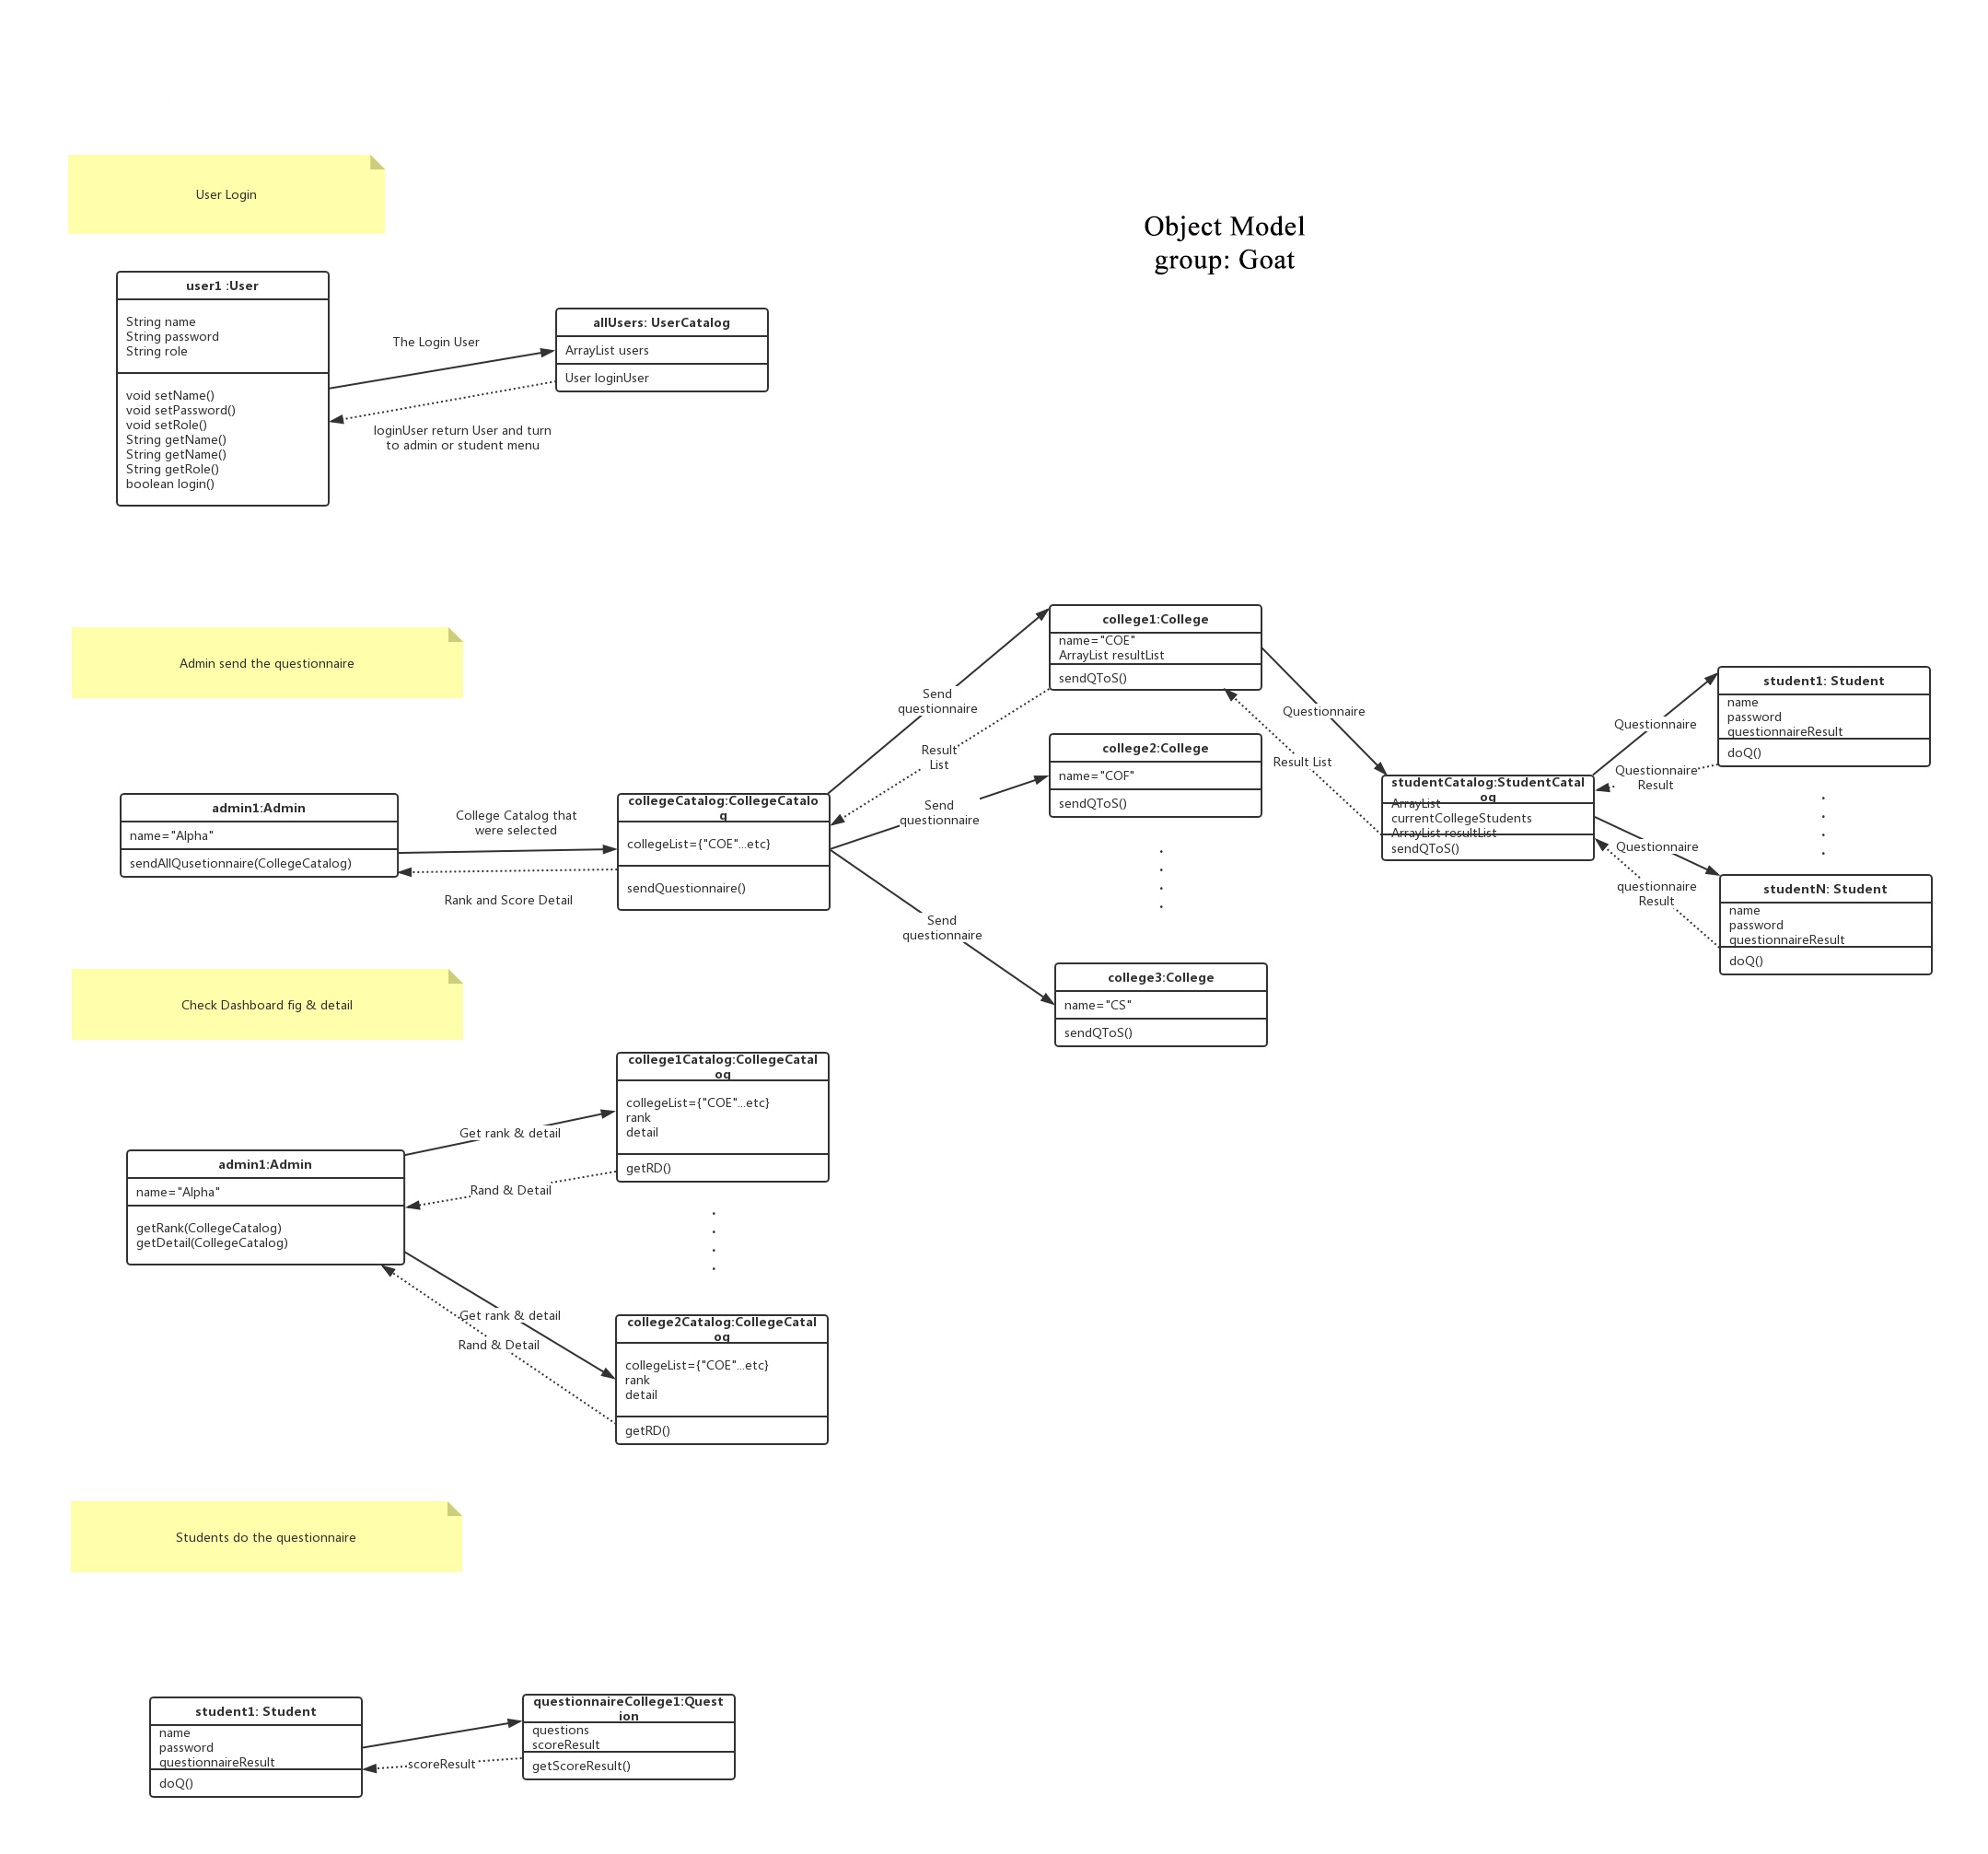 User Login
Object Model
group: Goat
user1 :User
String name
String password
String role
void setName()
void setPassword()
void setRole()
String getName()
String getName()
String getRole()
boolean login()
The Login User
allUsers: UserCatalog
ArrayList users
User loginUser
loginUser return User and turn
to admin or student menu
Admin send the questionnaire
admin1:Admin
name="Alpha"
sendAllQusetionnaire(CollegeCatalog)
College Catalog that
were selected
Rank and Score Detail
collegeCatalog:CollegeCatalo
g
collegeList={"COE"...etc}
sendQuestionnaire()
Send
questionnaire
Result
List
Send
questionnaire
Send
questionnaire
college1:College
name="COE"
ArrayList resultList
sendQToS()
college2:College
name="COF"
sendQToS()
.
.
.
.
college3:College
name="CS"
sendQToS()
Questionnaire
Result List
studentCatalog:StudentCatal
og
ArrayList
currentCollegeStudents
ArrayList resultList
sendQToS()
Questionnaire
Questionnaire
Result
Questionnaire
questionnaire
Result
student1: Student
name
password
questionnaireResult
doQ()
.
.
.
.
studentN: Student
name
password
questionnaireResult
doQ()
Check Dashboard fig & detail
admin1:Admin
name="Alpha"
getRank(CollegeCatalog)
getDetail(CollegeCatalog)
Get rank & detail
Rand & Detail
Get rank & detail
Rand & Detail
college1Catalog:CollegeCatal
og
collegeList={"COE"...etc}
rank
detail
getRD()
.
.
.
.
college2Catalog:CollegeCatal
og
collegeList={"COE"...etc}
rank
detail
getRD()
Students do the questionnaire
student1: Student
name
password
questionnaireResult
doQ()
scoreResult
questionnaireCollege1:Quest
ion
questions
scoreResult
getScoreResult()